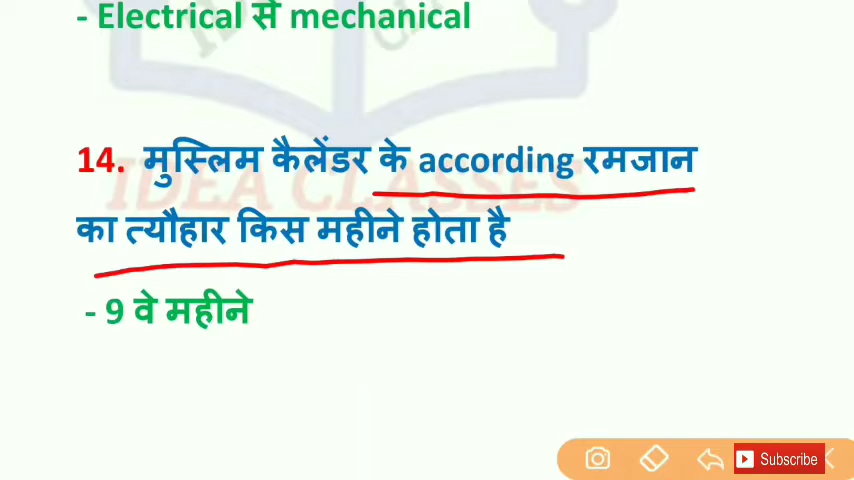 - Electrical से mechanical
14. मुस्लिम कैलेंडर के according रमजान
का त्यौहार किस महीने होता है
- 9 वे महीने
IDEA CLASSES
Subscribe